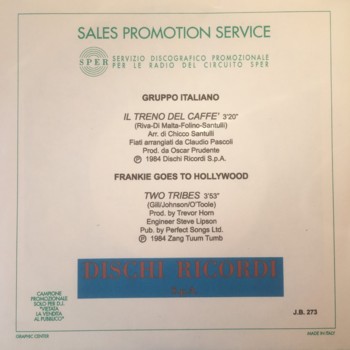 SALES PROMOTION SERVICE
SPER
SERVIZIO DISCOGRAFICO PROMOZIONALE
PER LE RADIO DEL CIRCUITO SPER
GRUPPO ITALIANO
IL TRENO DEL CAFFE' 3'20"
(Riva-Di Malta-Folino-Santulli)
Arr. di Chicco Santulli
Fiati arrangiati da Claudio Pascoli
Prod. da Oscar Prudente
℗ 1984 Dischi Ricordi S.p.A.
FRANKIE GOES TO HOLLYWOOD
TWO TRIBES 3'53"
(Gill/Johnson/O'Toole)
Prod. by Trevor Horn
Engineer Steve Lipson
Pub. by Perfect Songs Ltd.
℗ 1984 Zang Tuum Tumb
DISCHI RICORDI
S.p.A.
CAMPIONE
PROMOZIONALE
SOLO PER D.J.
"VIETATA
LA VENDITA
AL PUBBLICO"
J.B. 273
GRAPHIC CENTER
MADE IN ITALY